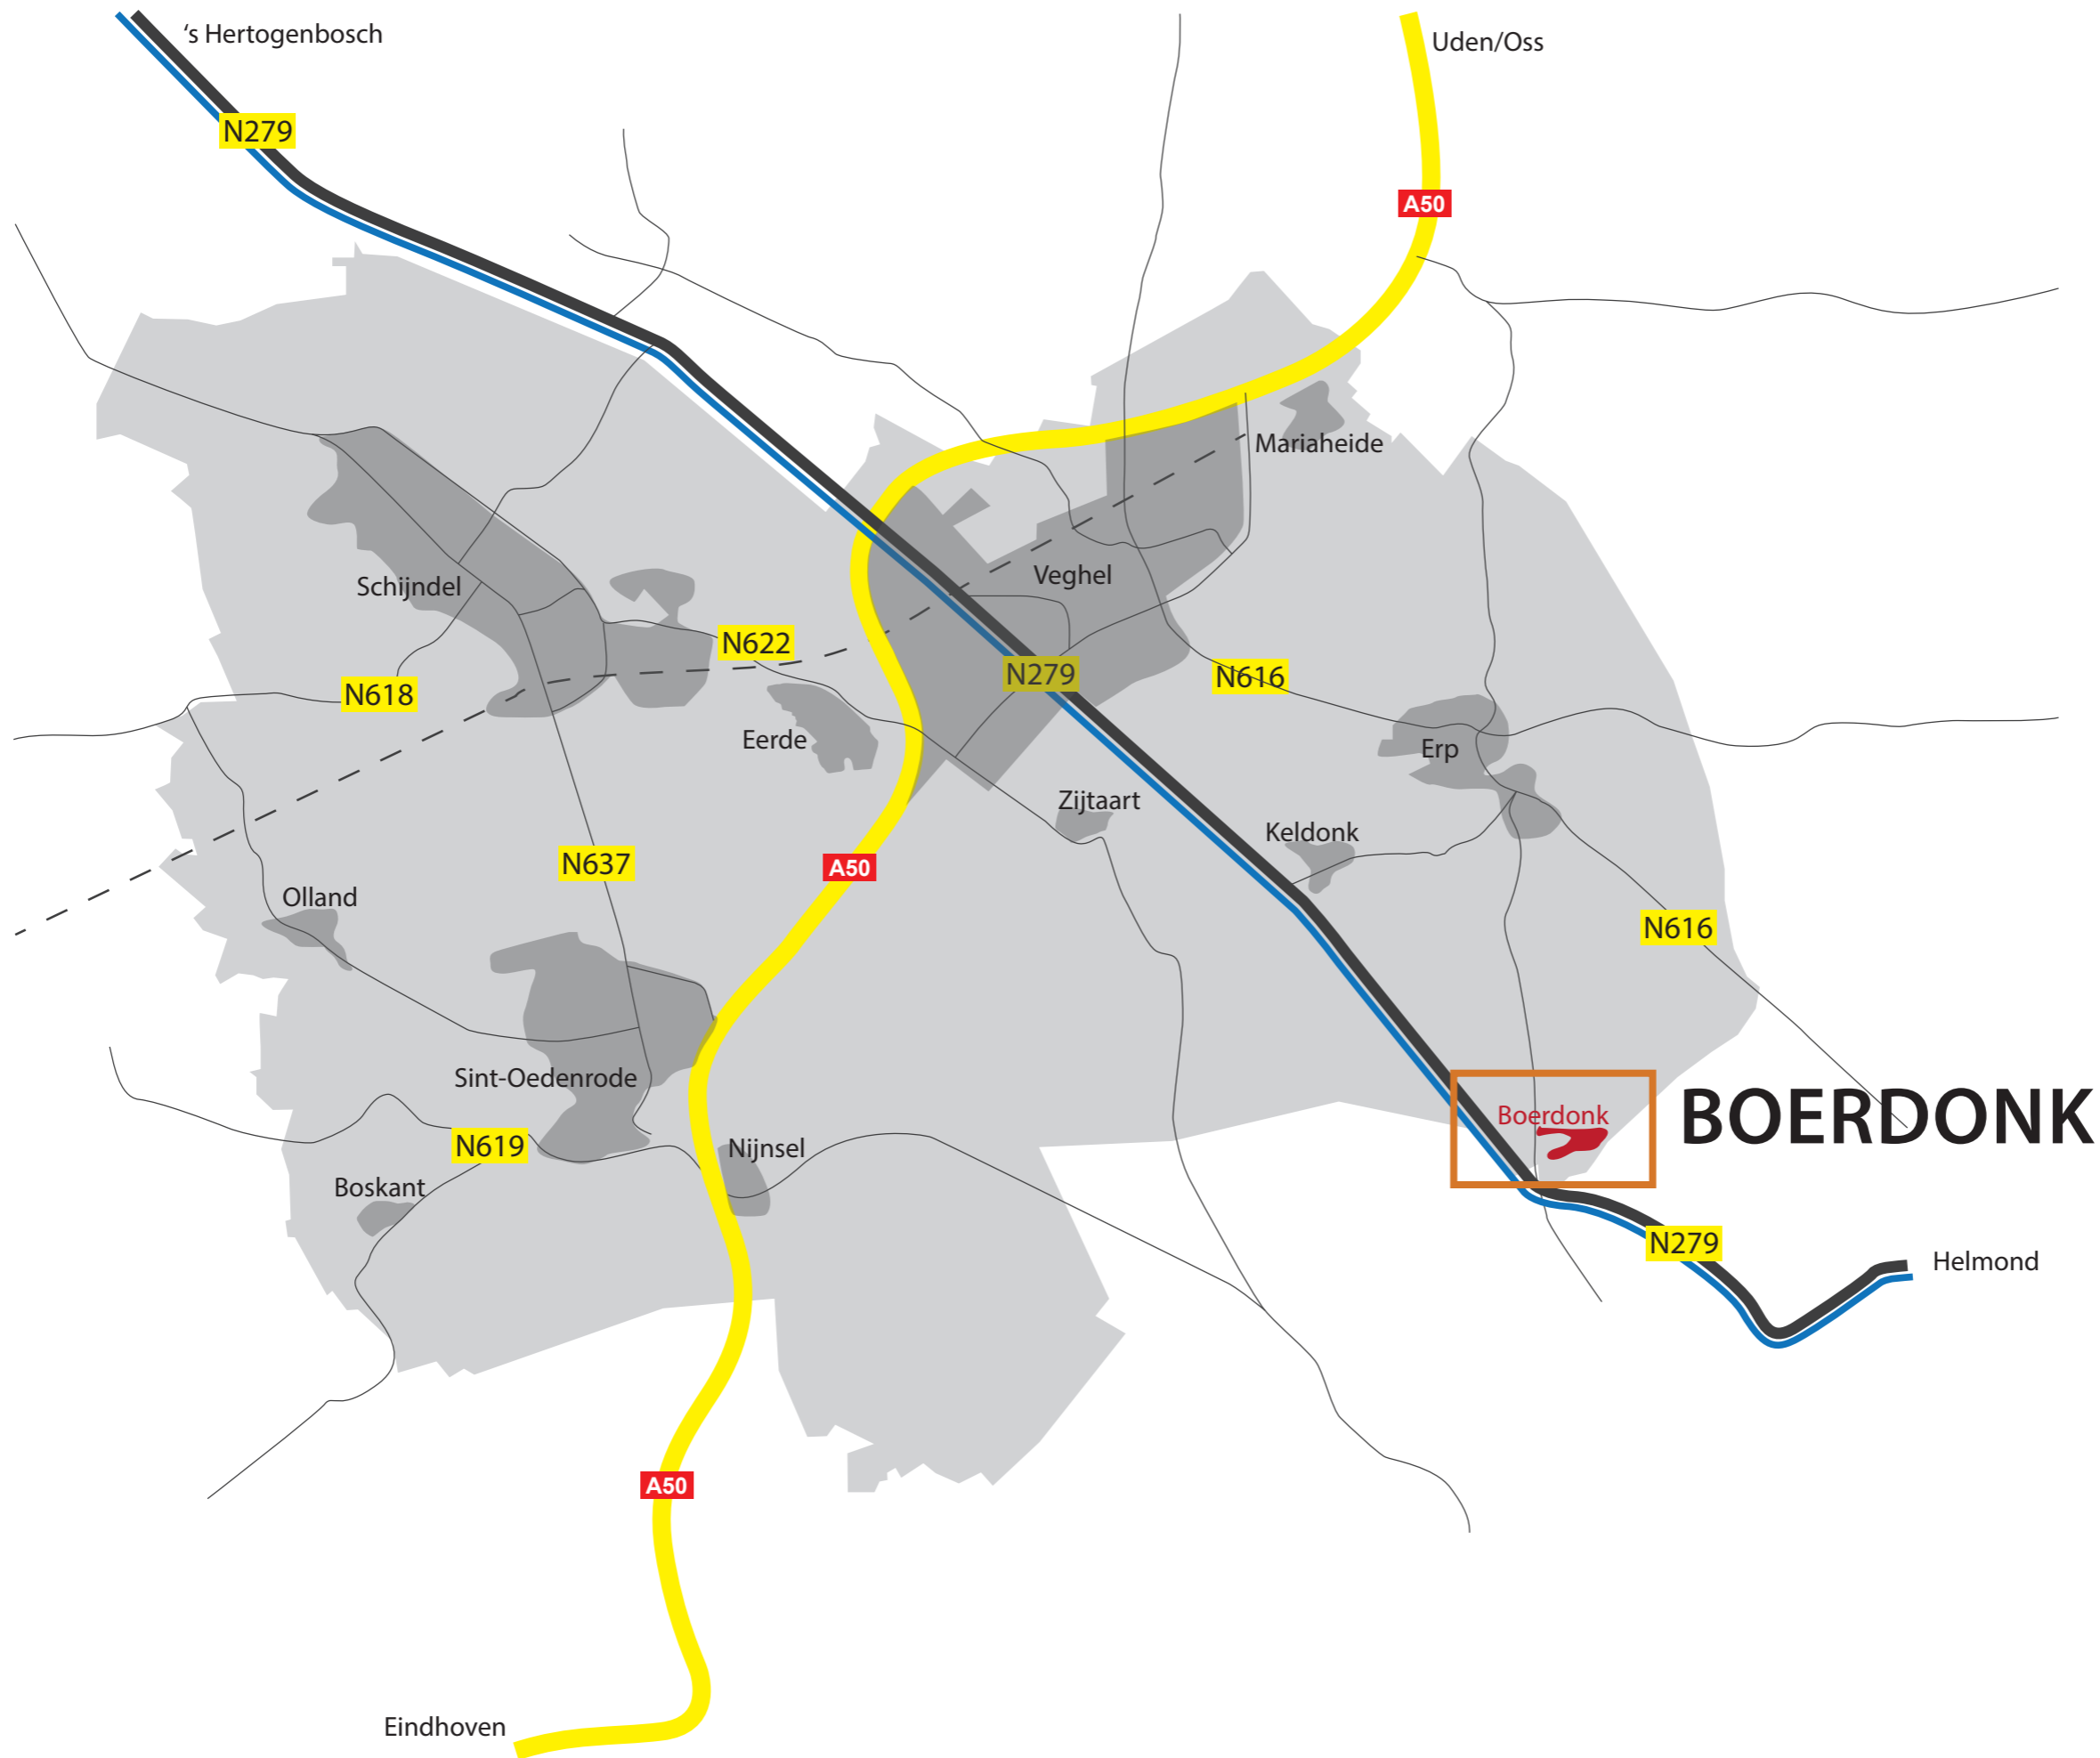 ‘s Hertogenbosch
Uden/Oss
N279
A50
Mariaheide
Veghel
Schijndel
N622
N279
N616
N618
Eerde
Erp
Zijtaart
Keldonk
N637
A50
Olland
N616
Sint-Oedenrode
Boerdonk
BOERDONK
N619
Nijnsel
Boskant
N279
Helmond
A50
Eindhoven